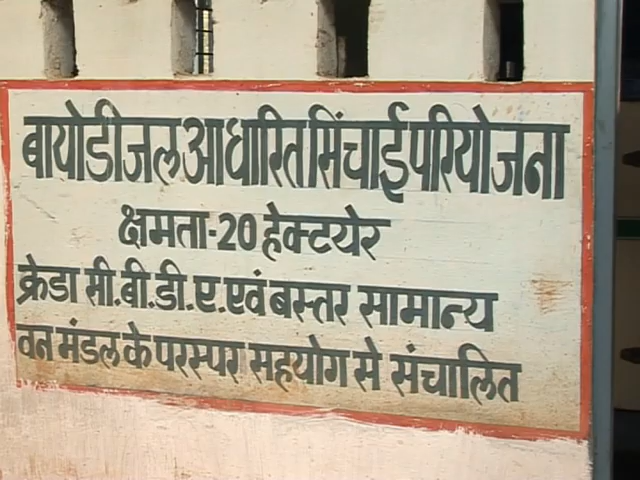 बायोडीजल आधारित सिंचाई परियोजना
क्षमता-20 हेक्टयेर
क्रेडा सी.बी.डी.ए.एवं बस्तर सामान्य
वन मंडल के परस्पर सहयोग से संचालित